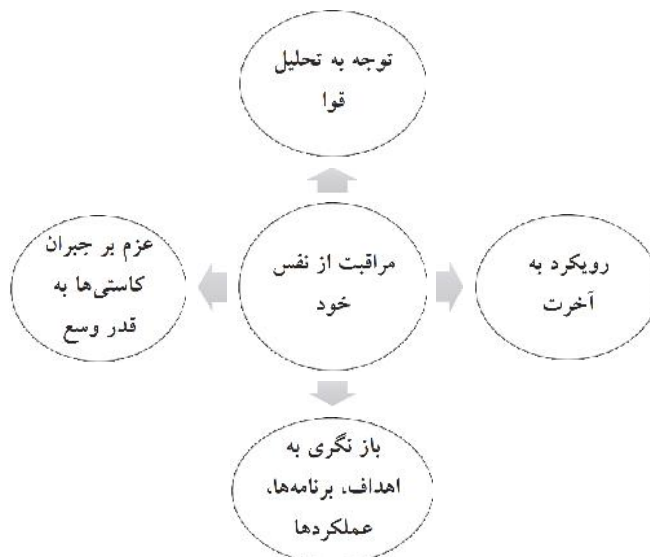 توجه به تحلیل
قوا
عزم بر جبران
کاستی‌ها به
قدر وسع
مراقبت از نفس
خود
رویکرد به
آخرت
باز نگری به
اهداف، برنامه‌ها،
عملکردها